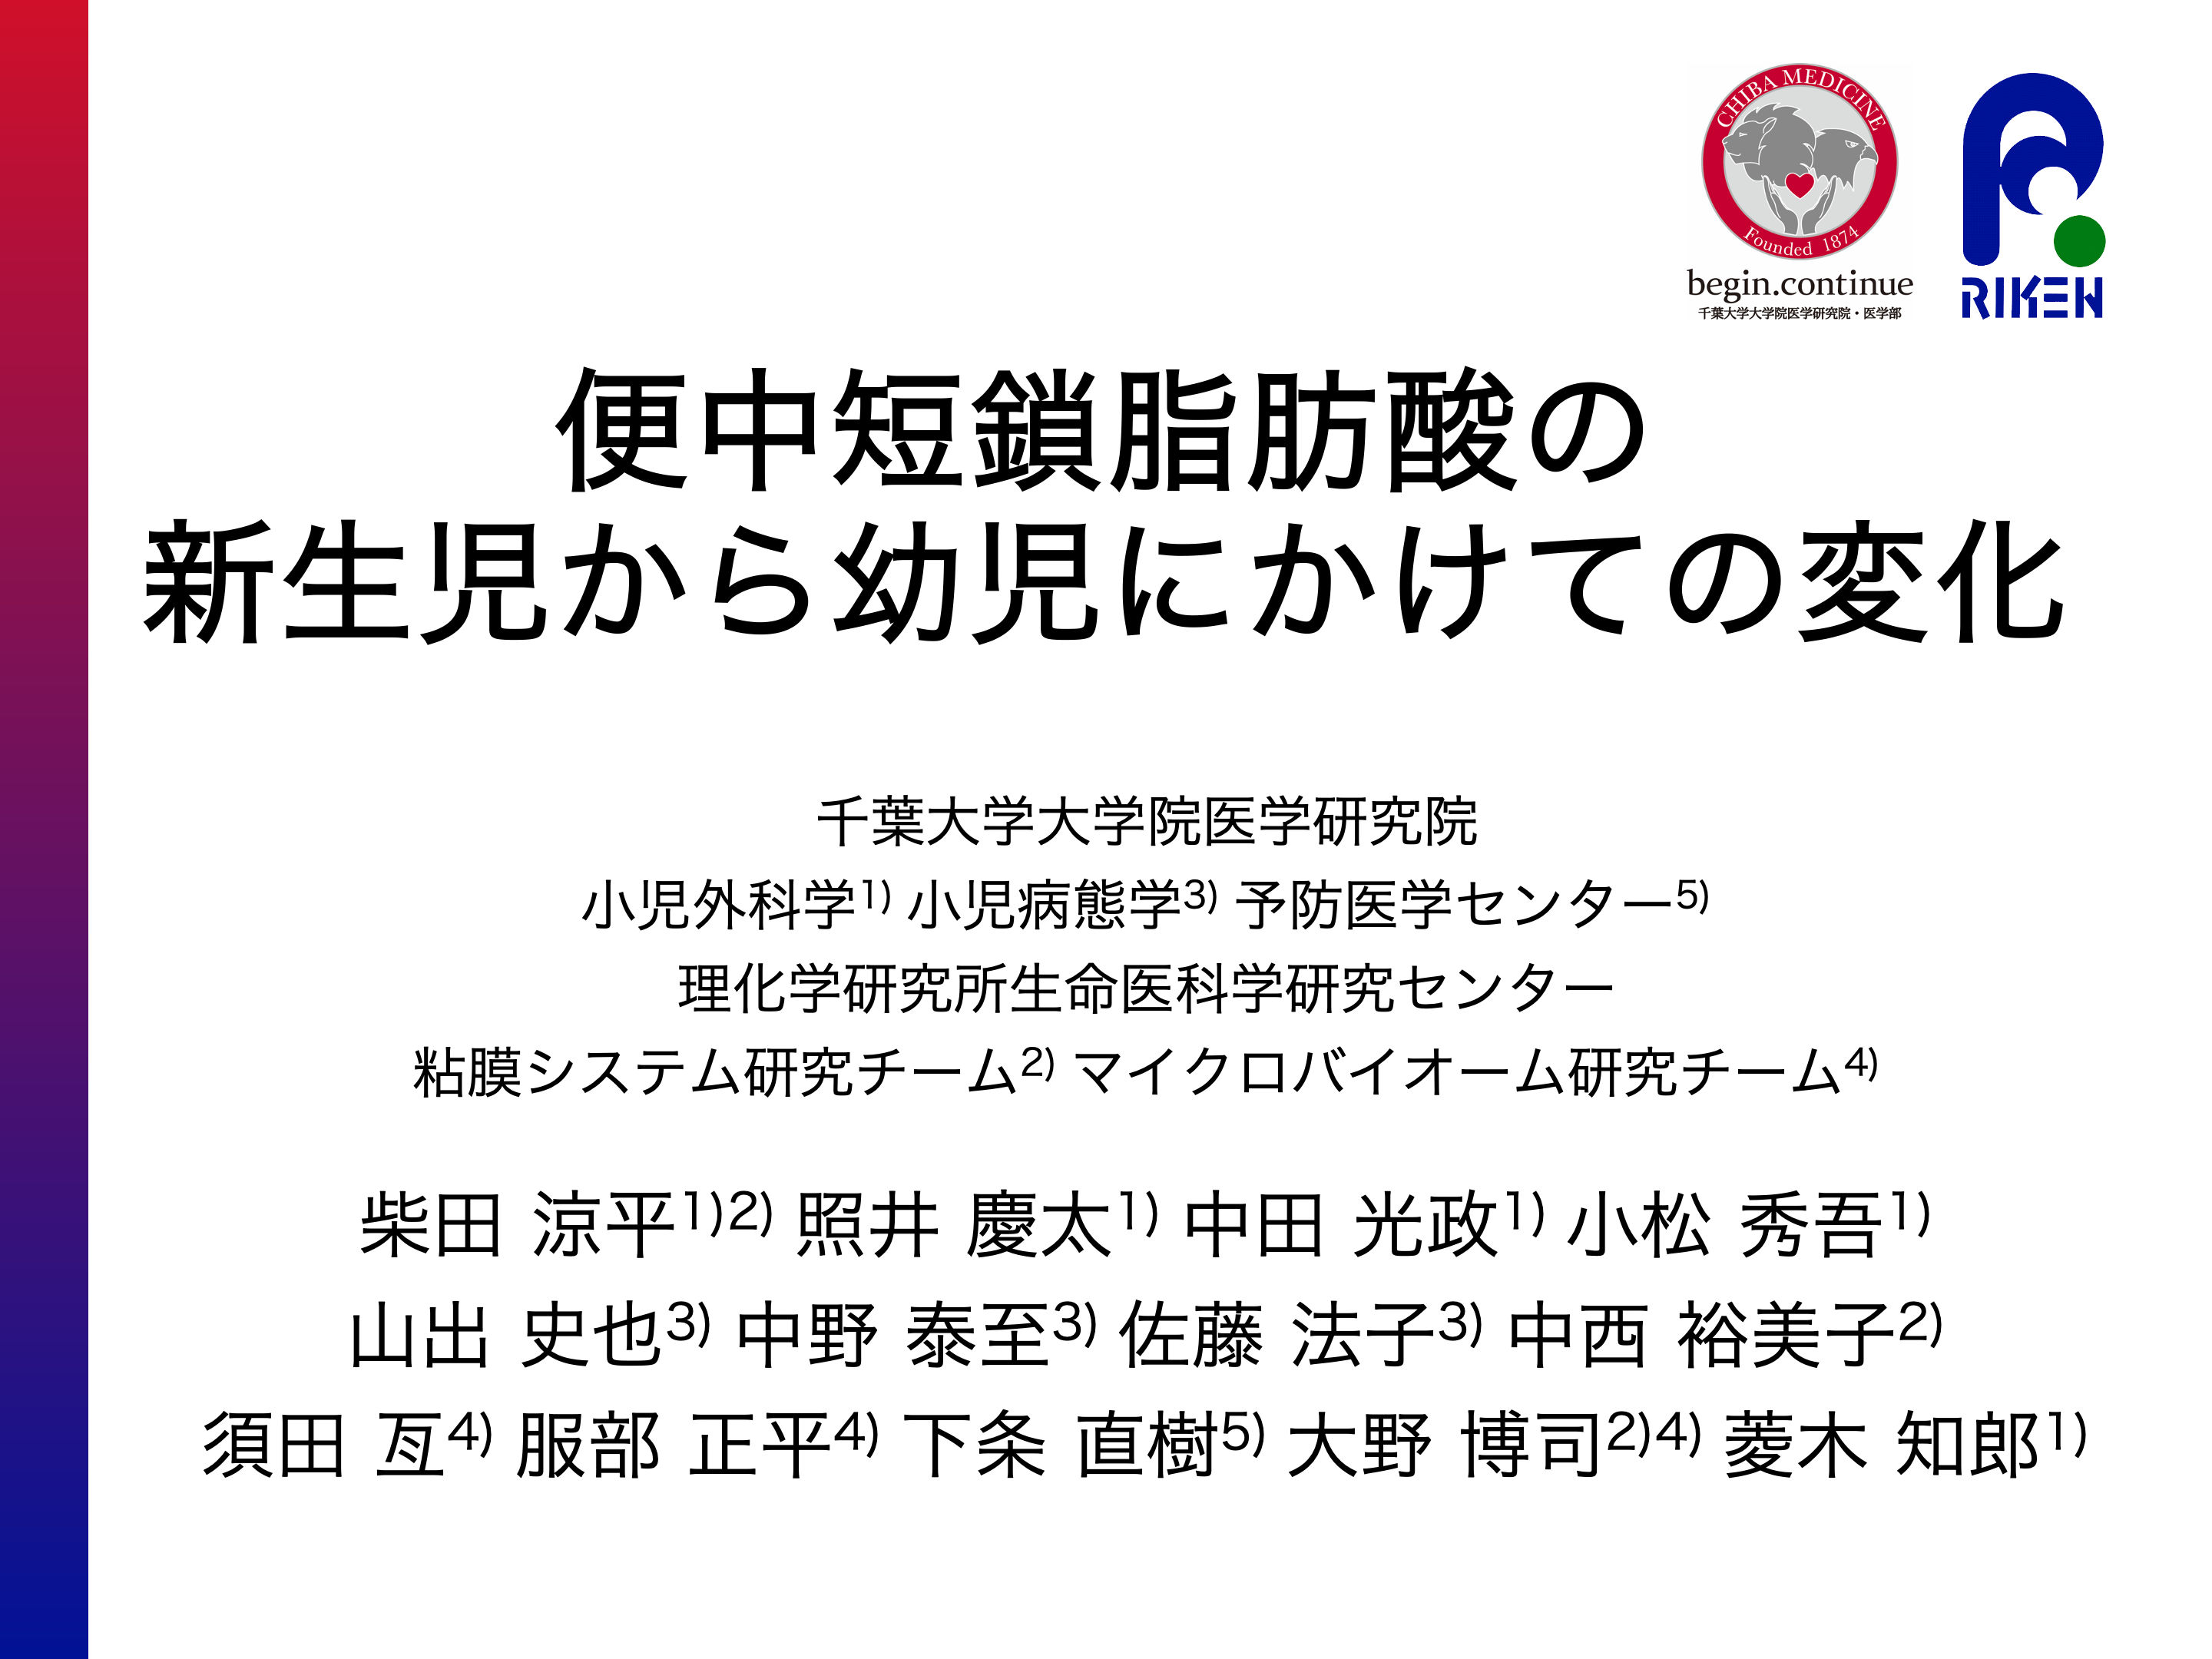 CHIBA MEDICINE
Founded 1874
begin.continue
千葉大学大学院医学研究院・医学部
RIKEN
便中短鎖脂肪酸の
新生児から幼児にかけての変化
千葉大学大学院医学研究院
小児外科学1) 小児病態学3) 予防医学センター5)
理化学研究所生命医科学研究センター
粘膜システム研究チーム2) マイクロバイオーム研究チーム4)
柴田 涼平1)2) 照井 慶太1) 中田 光政1) 小松 秀吾1)
山出 史也3) 中野 泰至3) 佐藤 法子3) 中西 裕美子2)
須田 亙4) 服部 正平4) 下条 直樹5) 大野 博司2)4) 菱木 知郎1)